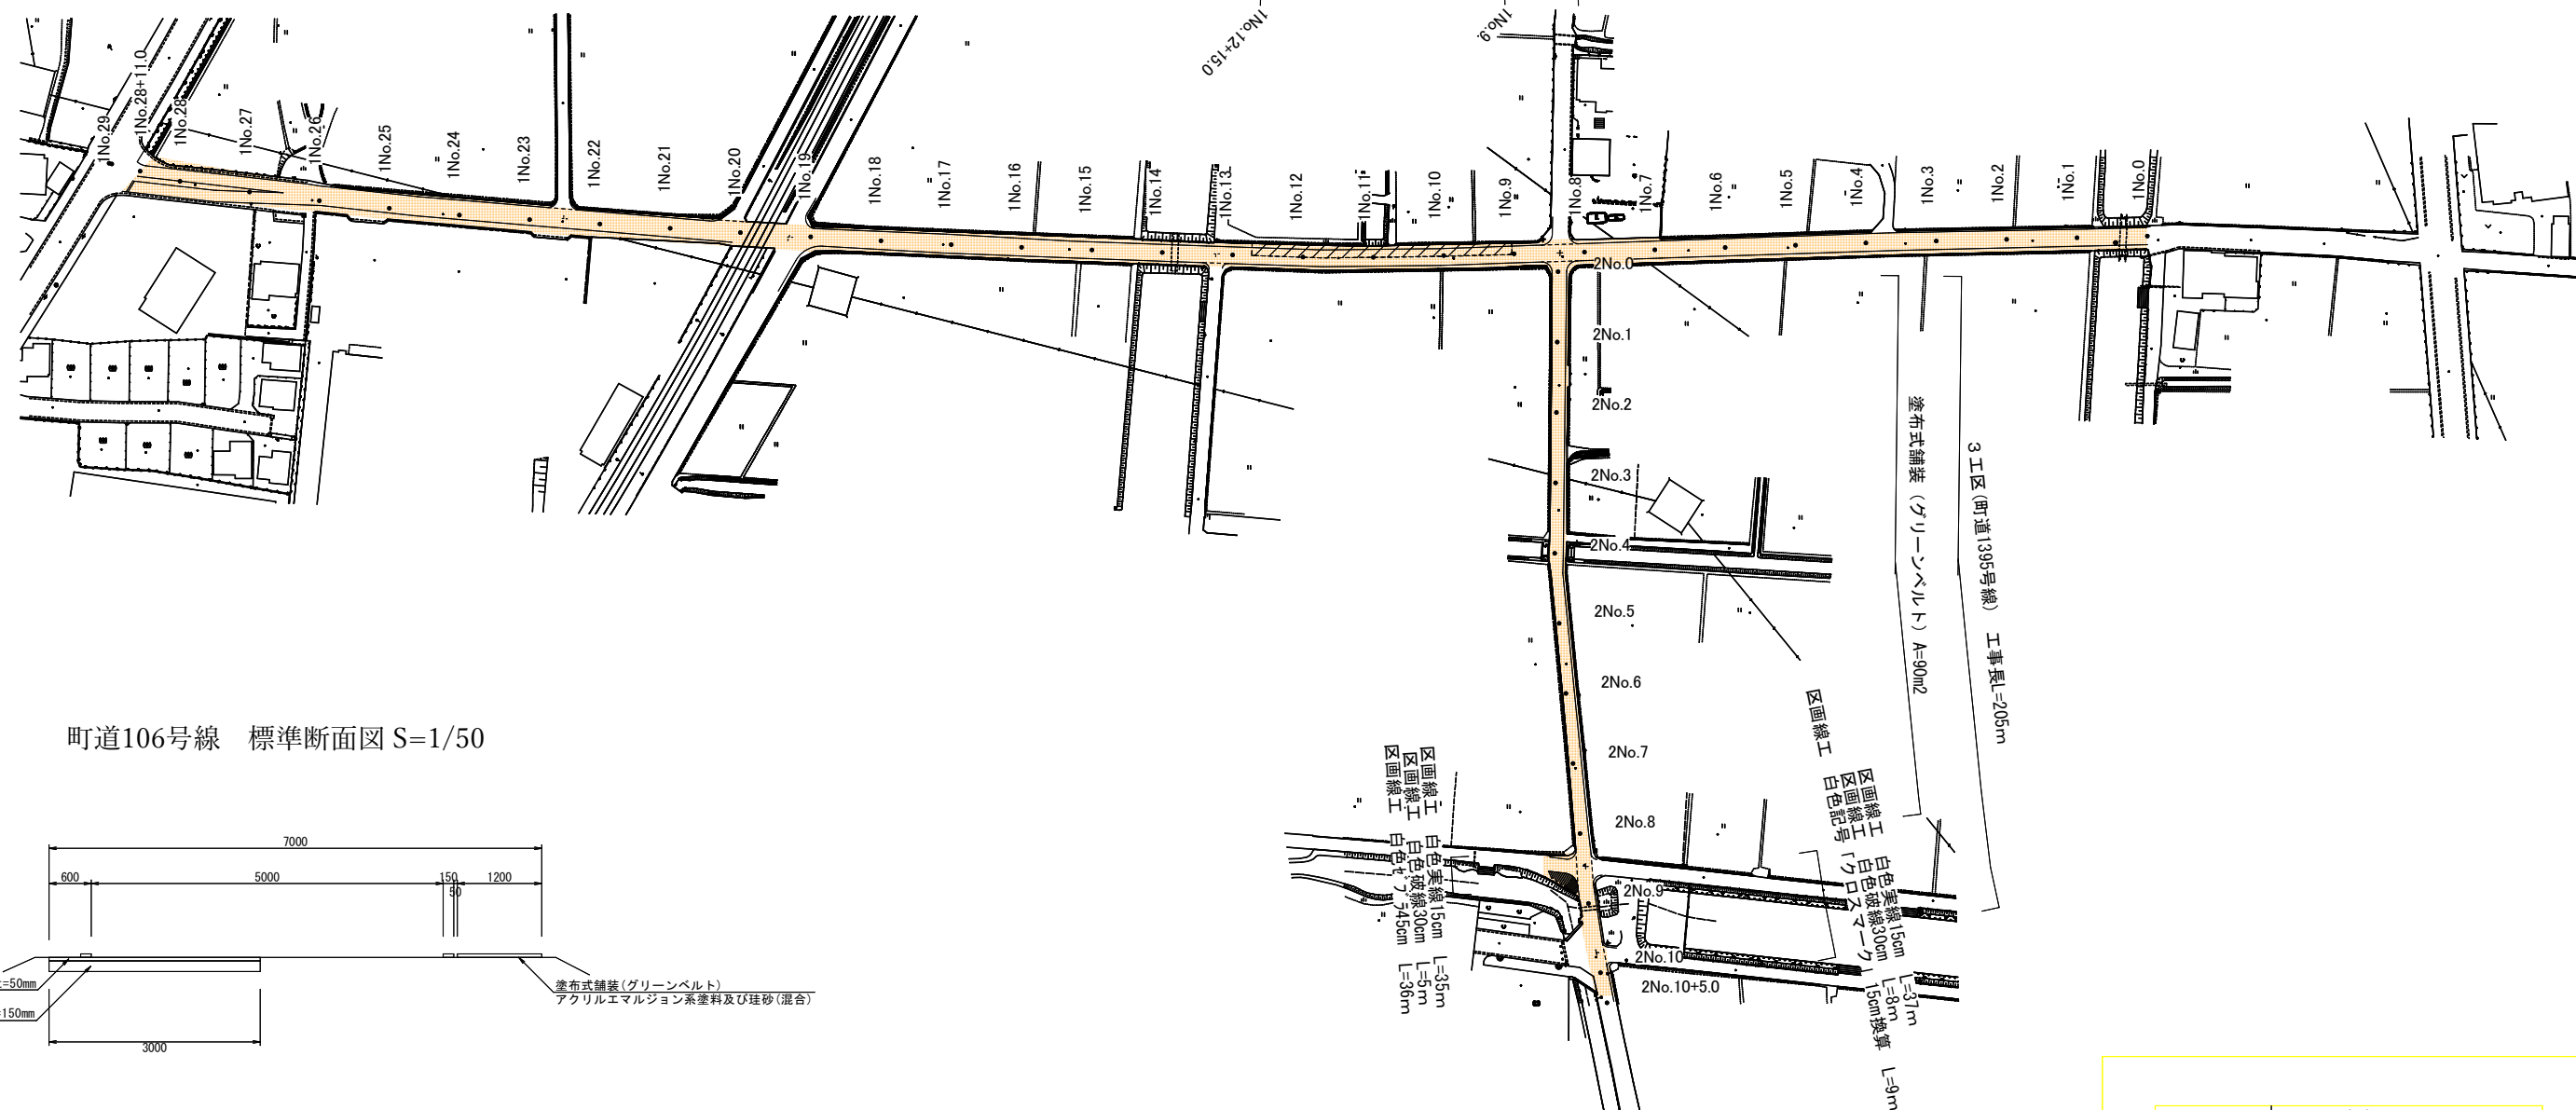 1No.12+15.0
1No.9
1No.29
1No.28+11.0
1No.28
1No.27
1No.26
1No.25
1No.24
1No.23
1No.22
1No.21
1No.20
1No.19
1No.18
1No.17
1No.16
1No.15
1No.14
1No.13
1No.12
1No.11
1No.10
1No.9
1No.8
1No.7
1No.6
1No.5
1No.4
1No.3
1No.2
1No.1
1No.0
2No.0
2No.1
2No.2
2No.3
2No.4
2No.5
2No.6
2No.7
2No.8
2No.9
2No.10
2No.10+5.0
3工区(町道1395号線) 工事長L=205m
塗布式舗装(グリーンベルト)A=90m2
区画線工 白色実線15cm L=37m
区画線工 白色破線30cm L=8m
区画線工 白色記号「クロスマーク 15cm換算 L=9m
区画線工 白色実線15cm L=35m
区画線工 白色破線30cm L=5m
区画線工 白色ゼブラ45cm L=36m
町道106号線 標準断面図 S=1/50
7000
600
5000
150
50
1200
t=50mm
=150mm
3000
塗布式舗装(グリーンベルト)
アクリルエマルジョン系塗料及び珪砂(混合)